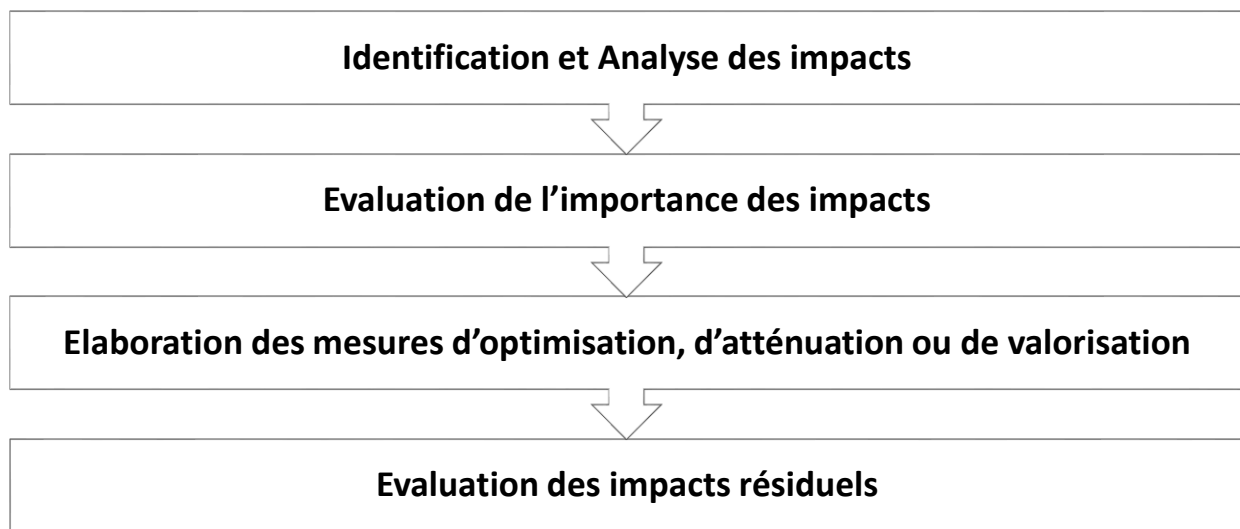 Identification et Analyse des impacts
Evaluation de l’importance des impacts
Elaboration des mesures d’optimisation, d’atténuation ou de valorisation
Evaluation des impacts résiduels